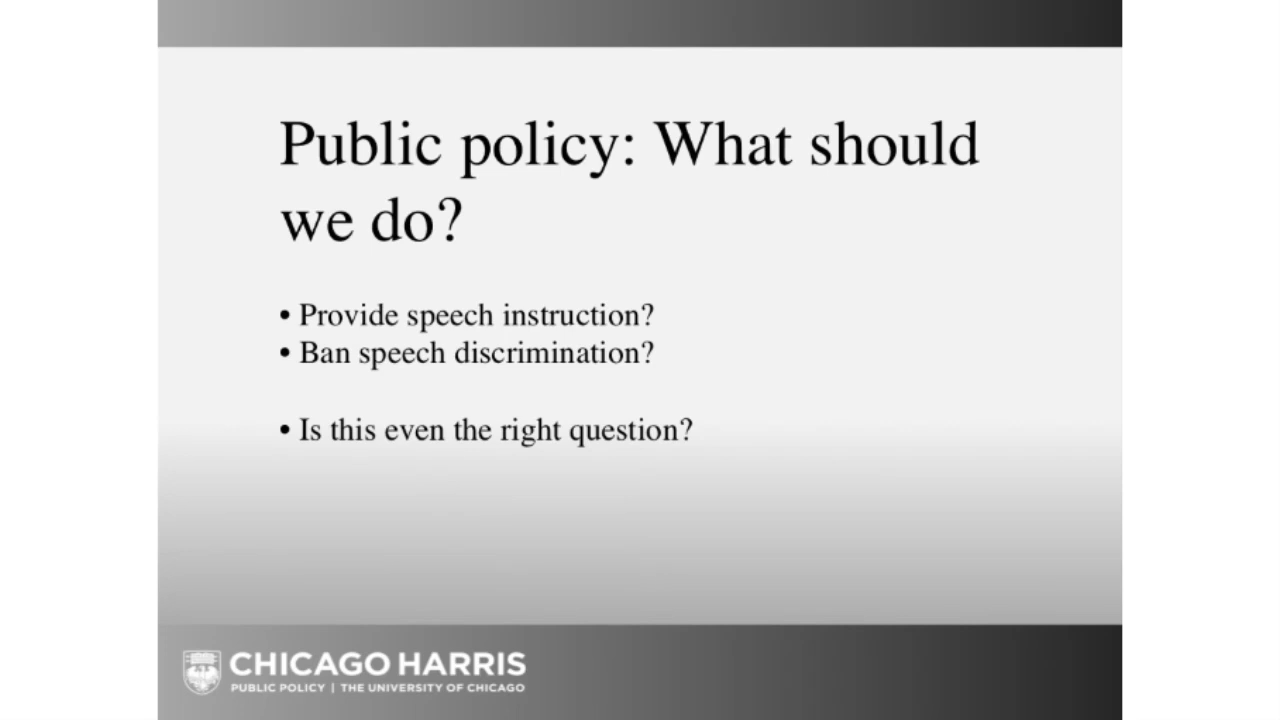 Public policy: What should
we do?
• Provide speech instruction?
• Ban speech discrimination?
• Is this even the right question?
CHICAGO HARRIS
PUBLIC POLICY | THE UNIVERSITY OF CHICAGO